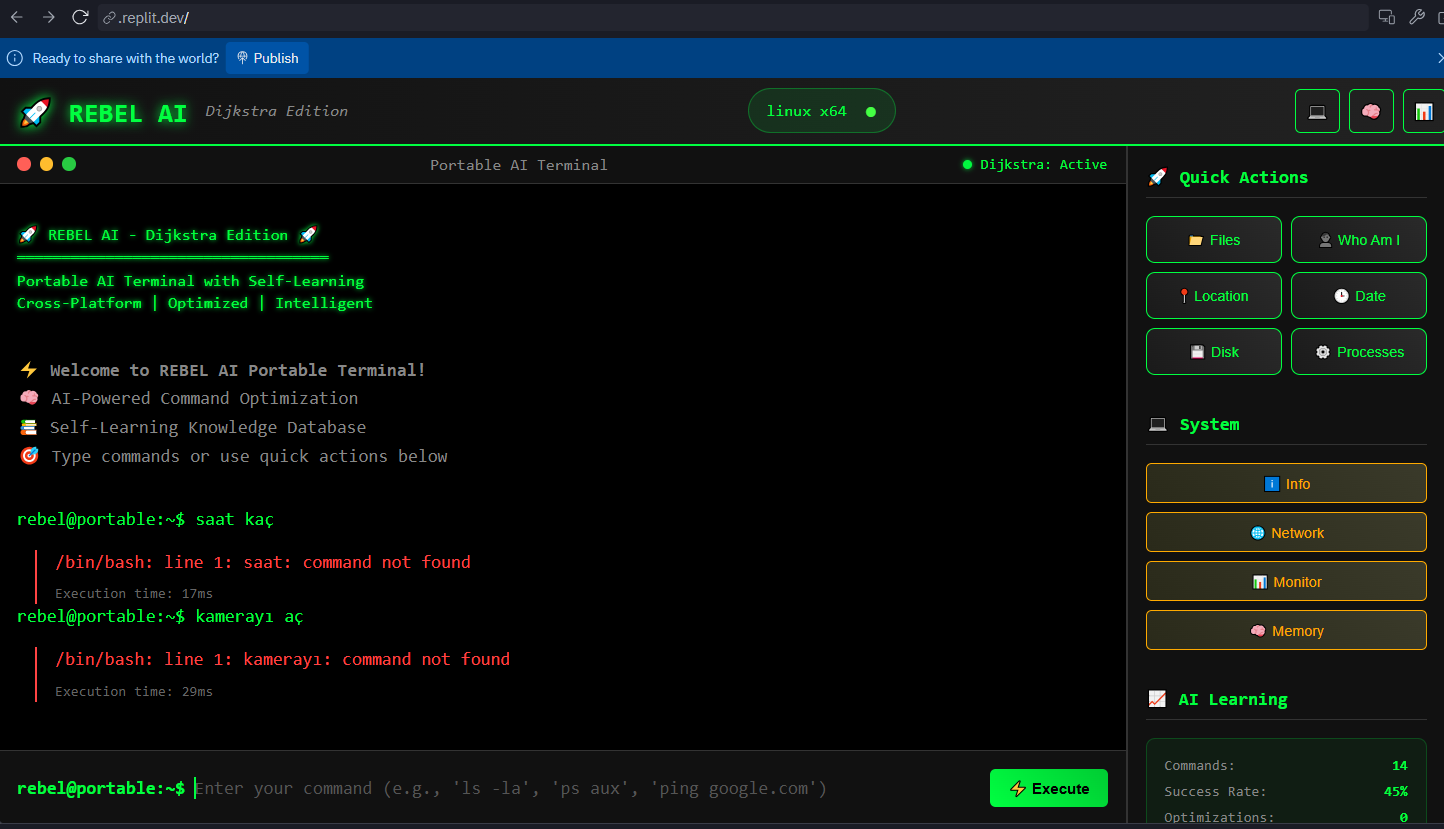 .replit.dev/
Ready to share with the world? Publish
REBEL AI Dijkstra Edition linux x64
Portable AI Terminal Dijkstra: Active
REBEL AI - Dijkstra Edition
Portable AI Terminal with Self-Learning
Cross-Platform | Optimized | Intelligent
Welcome to REBEL AI Portable Terminal!
AI-Powered Command Optimization
Self-Learning Knowledge Database
Type commands or use quick actions below
rebel@portable:~$ saat kaç
/bin/bash: line 1: saat: command not found
Execution time: 17ms
rebel@portable:~$ kamerayı aç
/bin/bash: line 1: kamerayı: command not found
Execution time: 29ms
rebel@portable:~$ Enter your command (e.g., 'ls -la', 'ps aux', 'ping google.com')
Execute
Quick Actions
Files Who Am I
Location Date
Disk Processes
System
Info
Network
Monitor
Memory
AI Learning
Commands: 14
Success Rate: 45%
Optimizations: 0